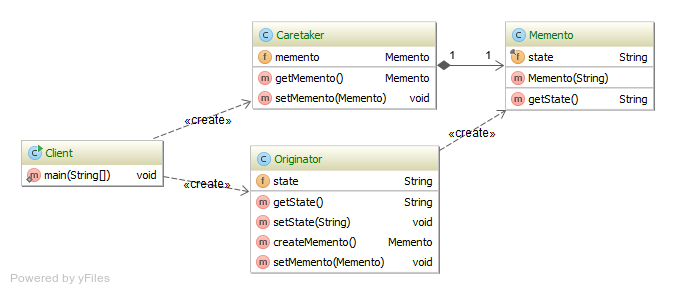 Caretaker
memento Memento
getMemento() Memento
setMemento(Memento) void
1 1
Memento
state String
Memento(String)
getState() String
«create»
«create»
Client
main(String[]) void
«create»
Originator
state String
getState() String
setState(String) void
createMemento() Memento
setMemento(Memento) void
Powered by yFiles